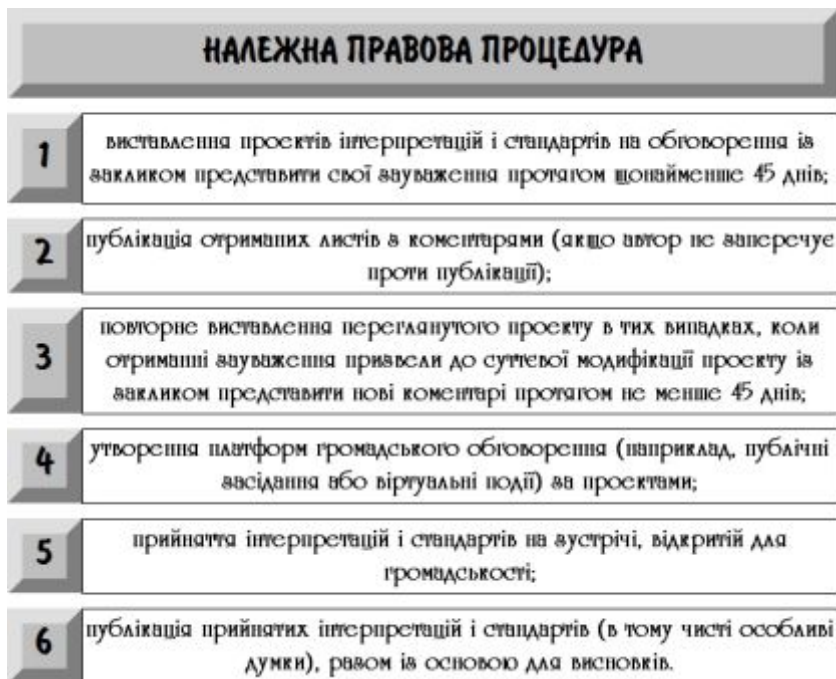 НАЛЕЖНА ПРАВОВА ПРОЦЕДУРА
1
виставлення проектів інтерпретацій і стандартів на обговорення із
закликом представити свої зауваження протягом щонайменше 45 днів;
2
публікація отриманих листів з коментарями (якщо автор не заперечує
проти публікації);
3
повторне виставлення переглянутого проекту в тих випадках, коли
отриманні зауваження призвели до суттєвої модифікації проекту із
закликом представити нові коментарі протягом не менше 45 днів;
4
утворення платформ громадського обговорення (наприклад, публічні
засідання або віртуальні події) за проектами;
5
прийняття інтерпретацій і стандартів на зустрічі, відкритій для
громадськості;
6
публікація прийнятих інтерпретацій і стандартів (в тому чисті особливі
думки), разом із основою для висновків.